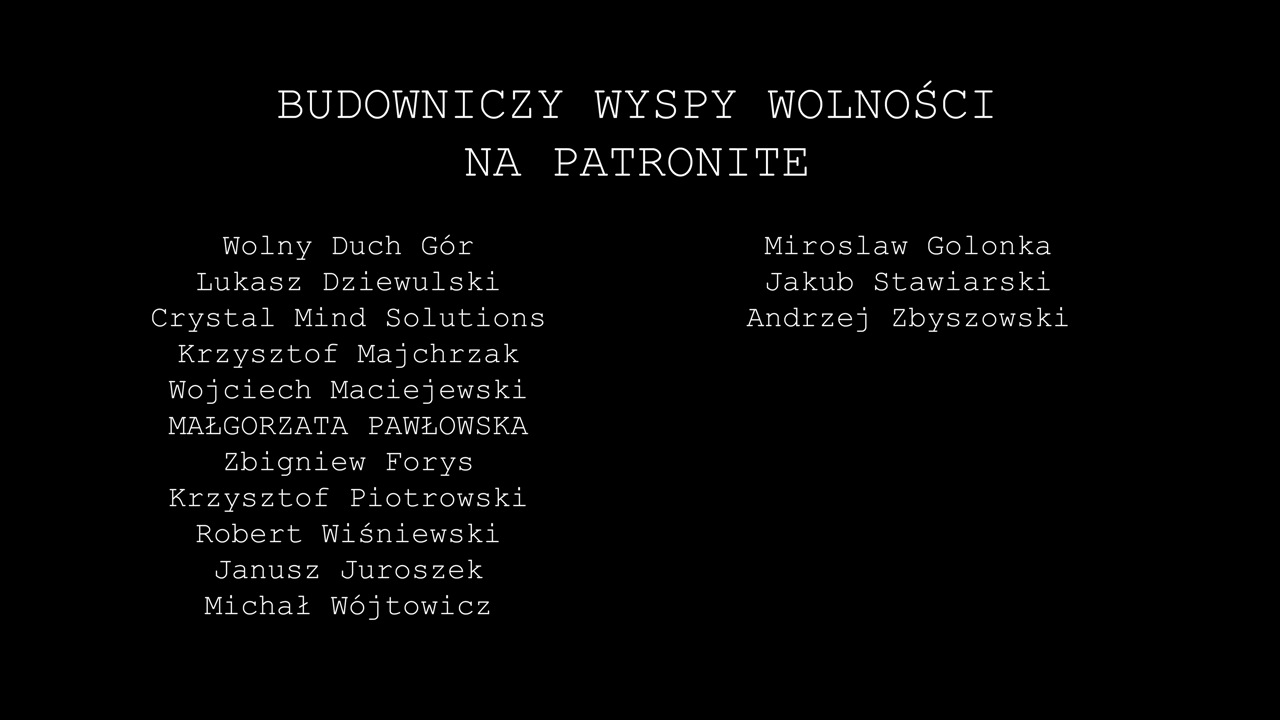 BUDOWNICZY WYSPY WOLNOŚCI
NA PATRONITE
Wolny Duch Gór
Lukasz Dziewulski
Crystal Mind Solutions
Krzysztof Majchrzak
Wojciech Maciejewski
MAŁGORZATA PAWŁOWSKA
Zbigniew Forys
Krzysztof Piotrowski
Robert Wiśniewski
Janusz Juroszek
Michał Wójtowicz
Miroslaw Golonka
Jakub Stawiarski
Andrzej Zbyszowski